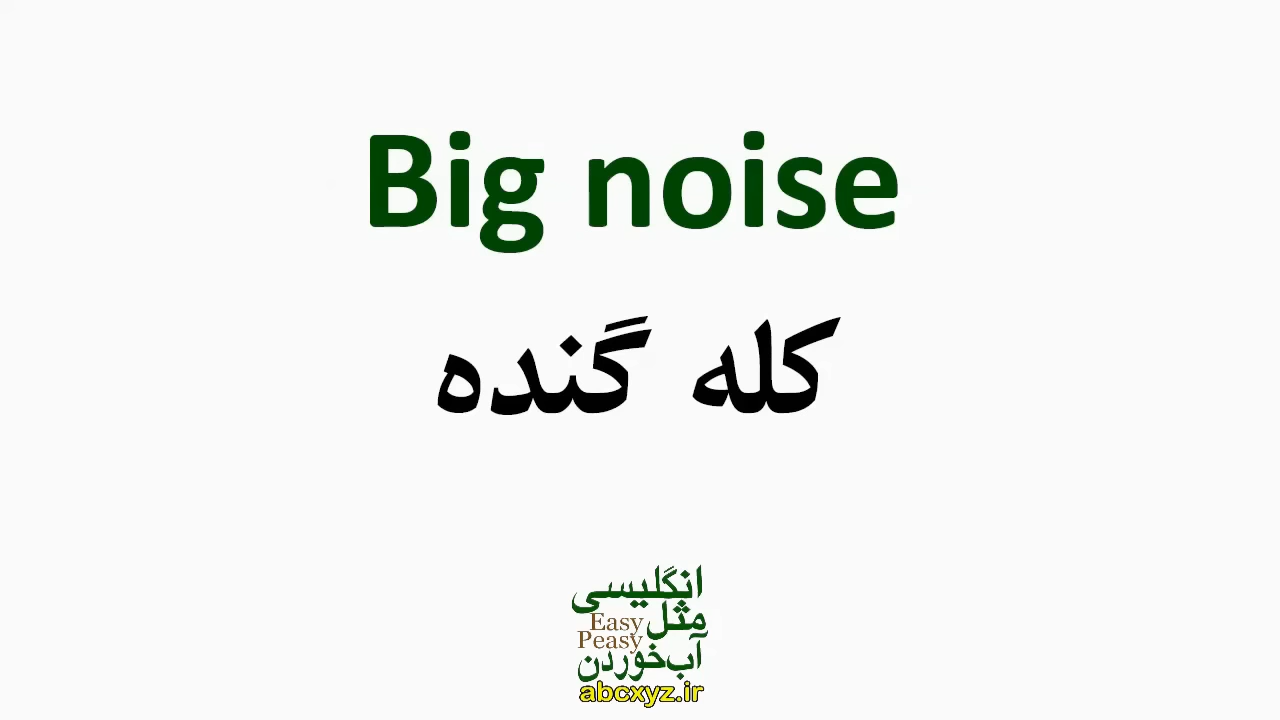 Big noise
کله گنده
انگلیسی
مثل Easy
Peasy
آب‌خوردن
abcxyz.ir